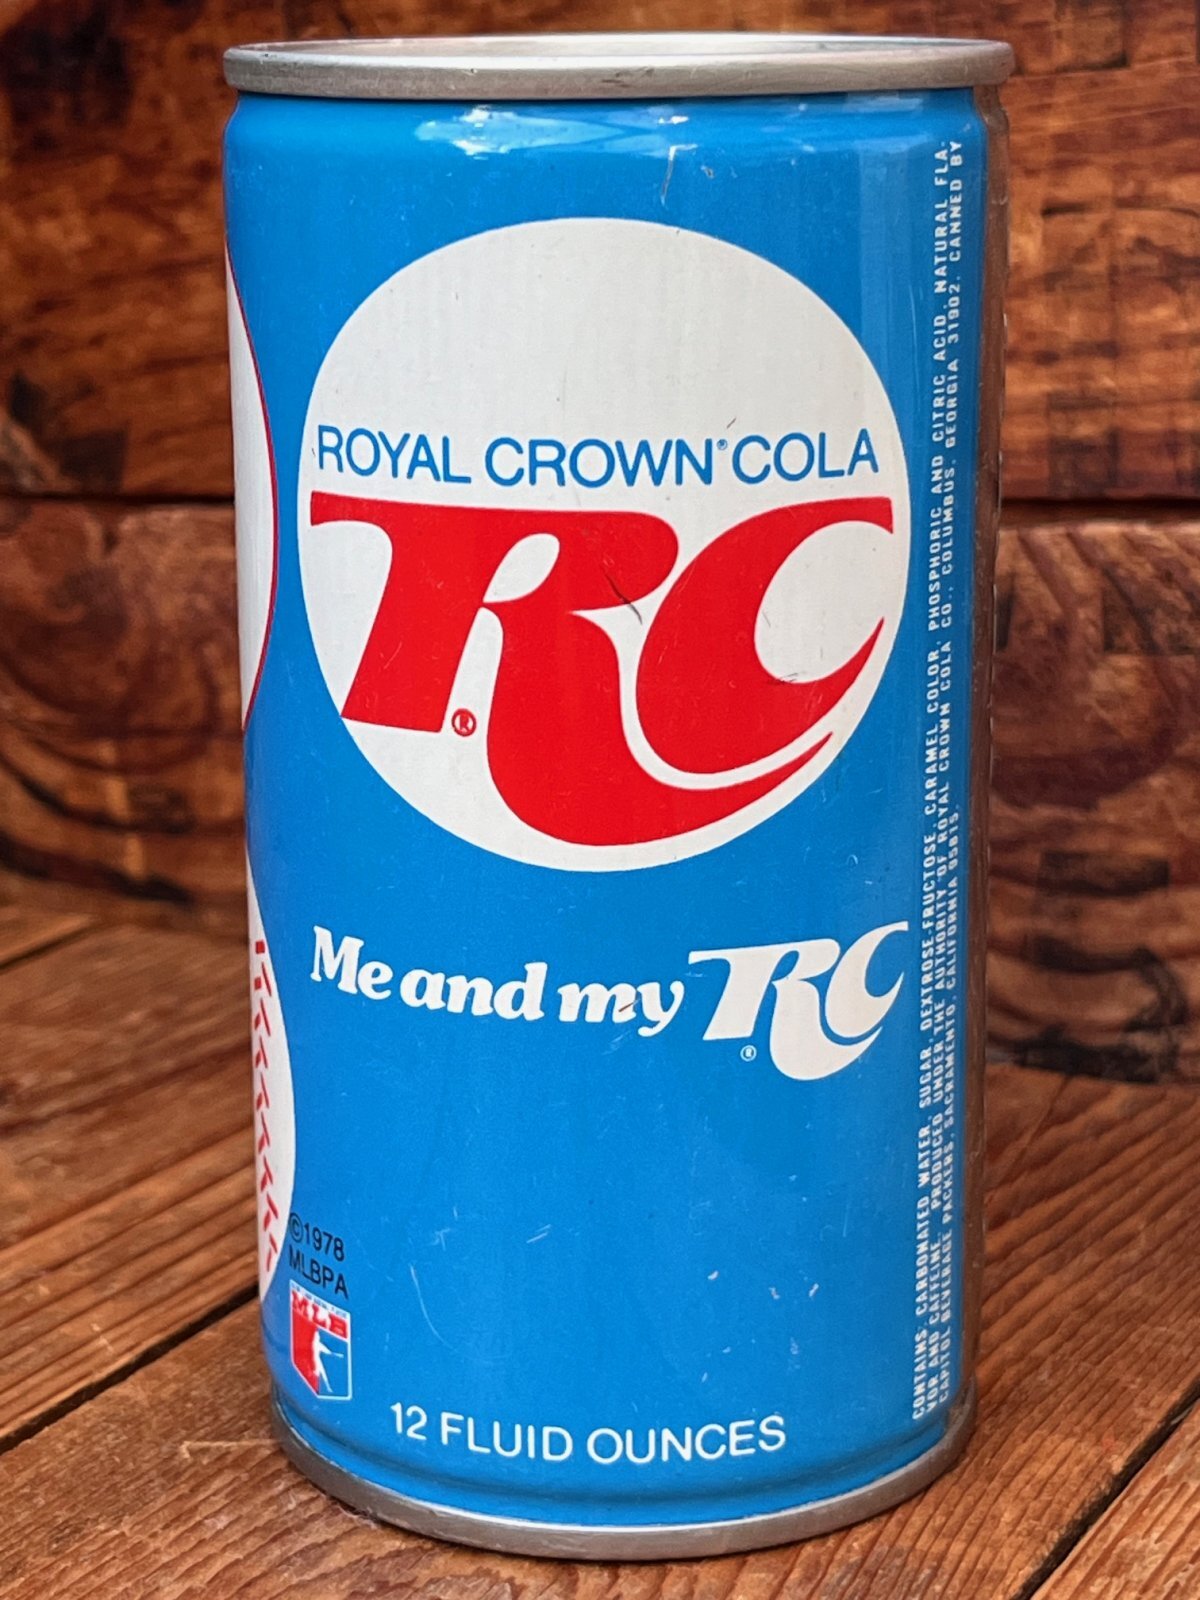 ROYAL CROWN® COLA
RC®
Me and my RC®
©1978
MLBPA
MLB
12 FLUID OUNCES
CONTAINS: CARBONATED WATER, SUGAR, DEXTROSE-FRUCTOSE, CARAMEL COLOR, PHOSPHORIC AND CITRIC ACID, NATURAL FLA-
VOR AND CAFFEINE. PRODUCED UNDER THE AUTHORITY OF ROYAL CROWN COLA CO., COLUMBUS, GEORGIA 31902. CANNED BY
CAPITOL BEVERAGE PACKERS, SACRAMENTO, CALIFORNIA 95815.